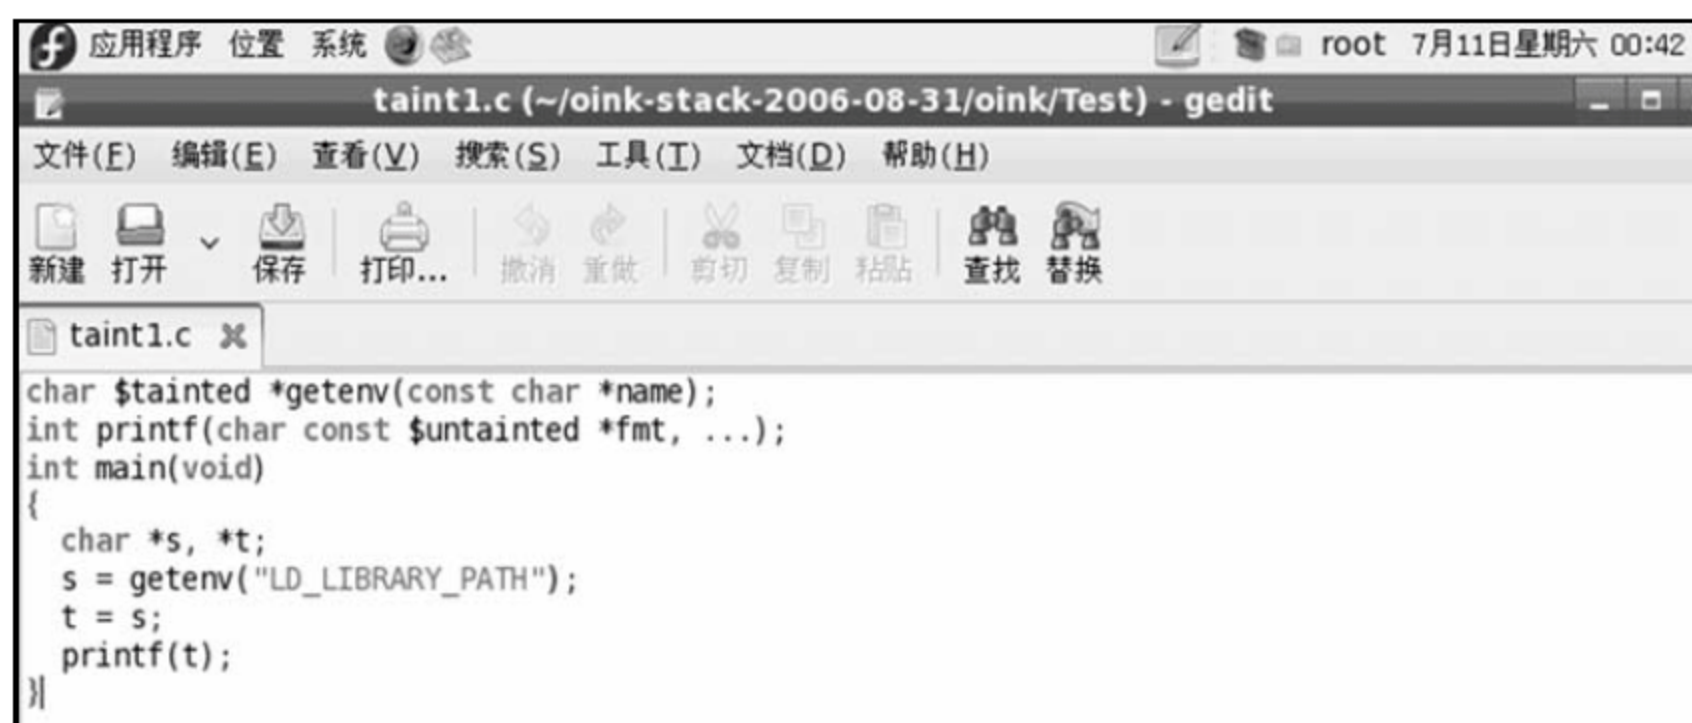 应用程序 位置 系统 root 7月11日星期六 00:42
taint1.c (~/oink-stack-2006-08-31/oink/Test) - gedit
文件(F) 编辑(E) 查看(V) 搜索(S) 工具(T) 文档(D) 帮助(H)
新建 打开 保存 打印... 撤消 重做 剪切 复制 粘贴 查找 替换
taint1.c
char $tainted *getenv(const char *name);
int printf(char const $untainted *fmt, ...);
int main(void)
{
  char *s, *t;
  s = getenv("LD_LIBRARY_PATH");
  t = s;
  printf(t);
}